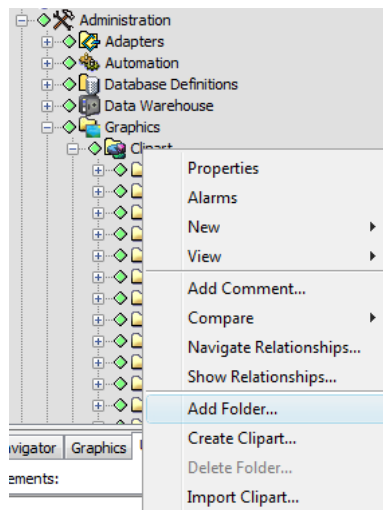 Administration
Adapters
Automation
Database Definitions
Data Warehouse
Graphics
Clipart
Properties
Alarms
New
View
Add Comment...
Compare
Navigate Relationships...
Show Relationships...
Add Folder...
Create Clipart...
Delete Folder...
Import Clipart...
avigator Graphics
ements: